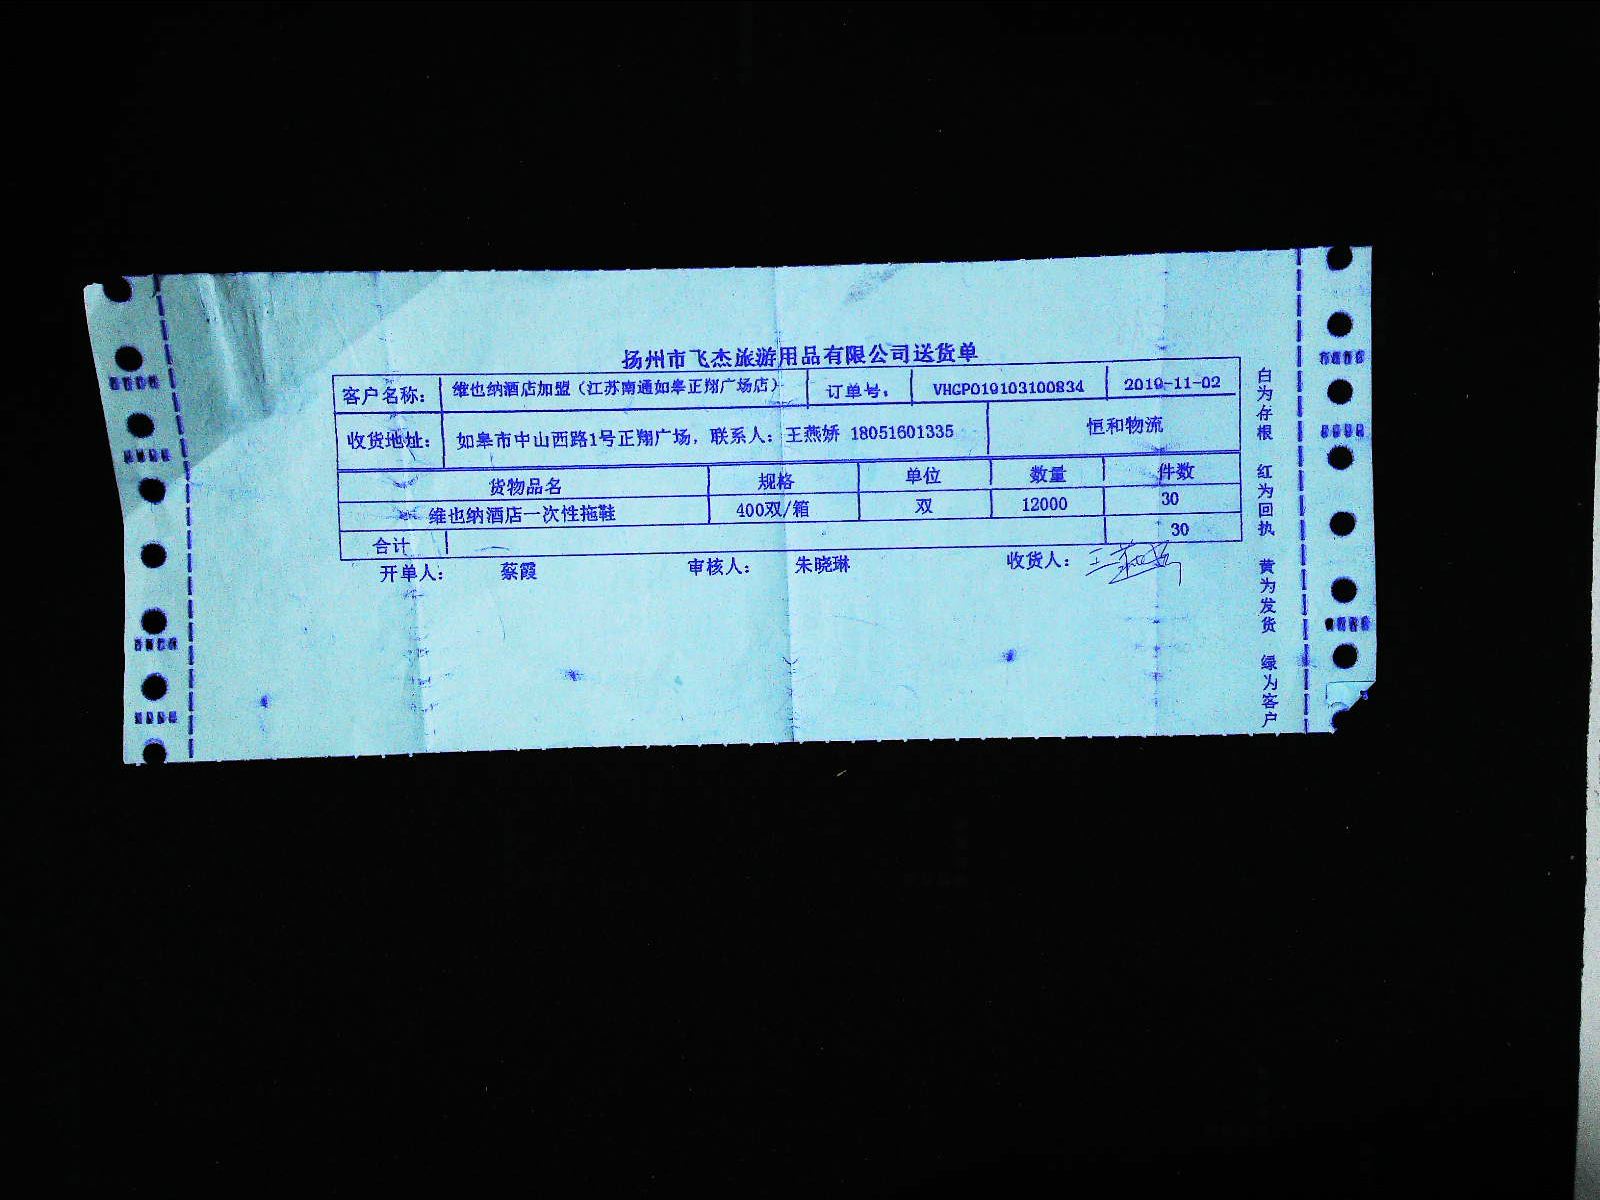 扬州市飞杰旅游用品有限公司送货单
客户名称： 维也纳酒店加盟（江苏南通如皋正翔广场店） 订单号： VHGPO19103100834 2019-11-02
收货地址： 如皋市中山西路1号正翔广场，联系人：王燕娇 18051601335 恒和物流
货物品名 规格 单位 数量 件数
维也纳酒店一次性拖鞋 400双/箱 双 12000 30
合计 30
开单人： 蔡霞 审核人： 朱晓琳 收货人：
白为存根 红为回执 黄为发货 绿为客户